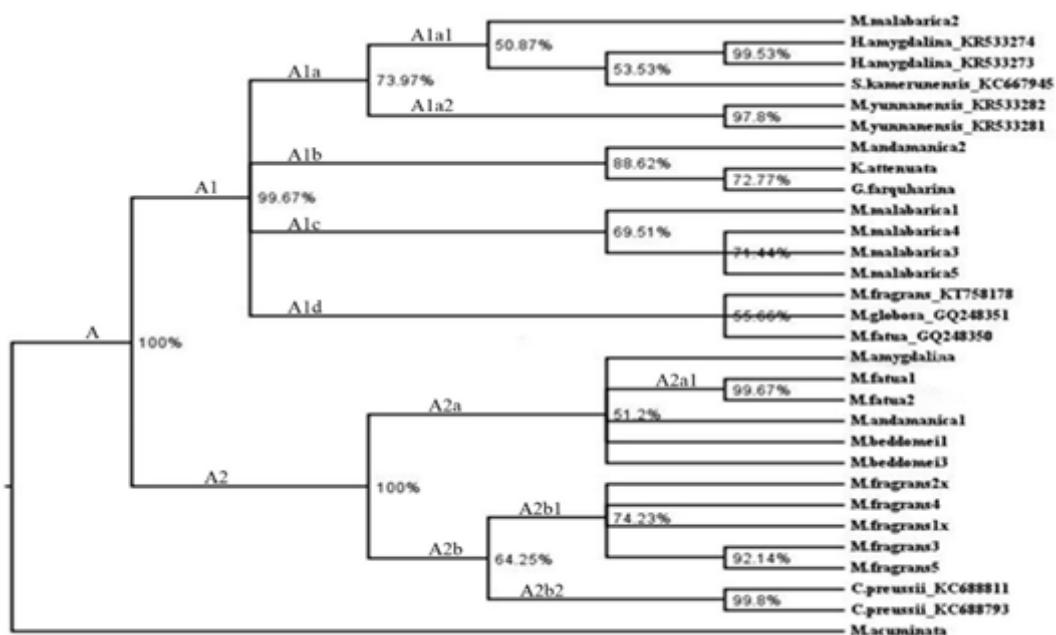 M.malabarica2
A1a1
50.87%
H.amygdalina_KR533274
99.53%
H.amygdalina_KR533273
A1a
73.97%
53.53%
S.kamerunensis_KC667945
A1a2
M.yunnanensis_KR533282
97.8%
M.yunnanensis_KR533281
M.andamanica2
A1b
88.62%
K.attenuata
72.77%
A1
99.67%
G.farquharina
M.malabarica1
A1c
69.51%
M.malabarica4
71.44%
M.malabarica3
M.malabarica5
M.fragrans_KT758178
A1d
55.66%
M.globosa_GQ248351
M.fatua_GQ248350
A
100%
M.amygdalina
A2a1
M.fatua1
99.67%
M.fatua2
A2a
51.2%
M.andamanica1
M.beddomei1
M.beddomei3
A2
100%
M.fragrans2x
M.fragrans4
A2b1
74.23%
M.fragrans1x
M.fragrans3
A2b
64.25%
92.14%
M.fragrans5
A2b2
C.preussii_KC688811
99.8%
C.preussii_KC688793
M.acuminata